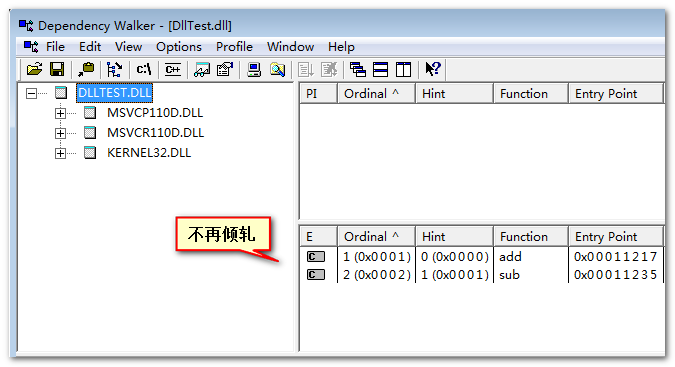 Dependency Walker - [DllTest.dll]
File Edit View Options Profile Window Help
C:\ C++
DLLTEST.DLL
MSVCP110D.DLL
MSVCR110D.DLL
KERNEL32.DLL
PI Ordinal ^ Hint Function Entry Point
不再倾轧
E Ordinal ^ Hint Function Entry Point
C 1 (0x0001) 0 (0x0000) add 0x00011217
C 2 (0x0002) 1 (0x0001) sub 0x00011235